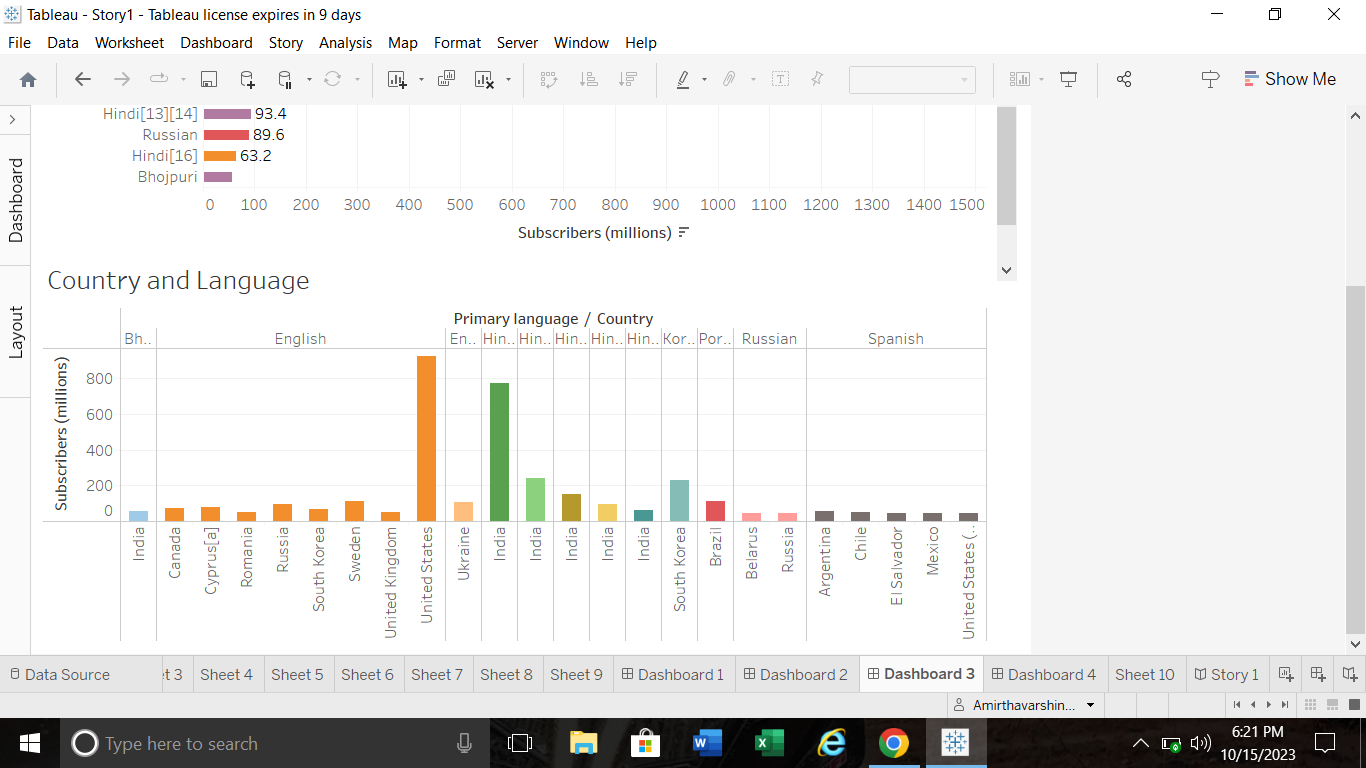 Tableau - Story1 - Tableau license expires in 9 days
File Data Worksheet Dashboard Story Analysis Map Format Server Window Help
Show Me
Dashboard
Layout
Hindi[13][14] 93.4
Russian 89.6
Hindi[16] 63.2
Bhojpuri
0 100 200 300 400 500 600 700 800 900 1000 1100 1200 1300 1400 1500
Subscribers (millions)
Country and Language
Primary language / Country
Bh.. English En.. Hin.. Hin.. Hin.. Hin.. Hin.. Kor.. Por.. Russian Spanish
Subscribers (millions)
800
600
400
200
0
India Canada Cyprus[a] Romania Russia South Korea Sweden United Kingdom United States Ukraine India India India India India South Korea Brazil Belarus Russia Argentina Chile El Salvador Mexico United States (..
Data Source t 3 Sheet 4 Sheet 5 Sheet 6 Sheet 7 Sheet 8 Sheet 9 Dashboard 1 Dashboard 2 Dashboard 3 Dashboard 4 Sheet 10 Story 1
Amirthavarshin...
Type here to search
6:21 PM
10/15/2023